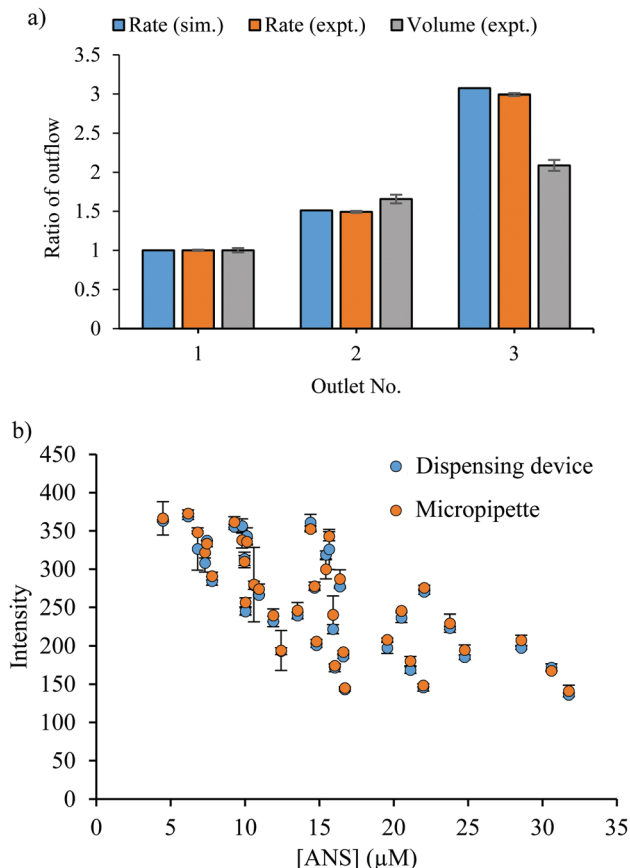 a)
Rate (sim.) Rate (expt.) Volume (expt.)
Ratio of outflow
3.5
3
2.5
2
1.5
1
0.5
0
1 2 3
Outlet No.
b)
Dispensing device
Micropipette
Intensity
450
400
350
300
250
200
150
100
50
0
0 5 10 15 20 25 30 35
[ANS] (µM)